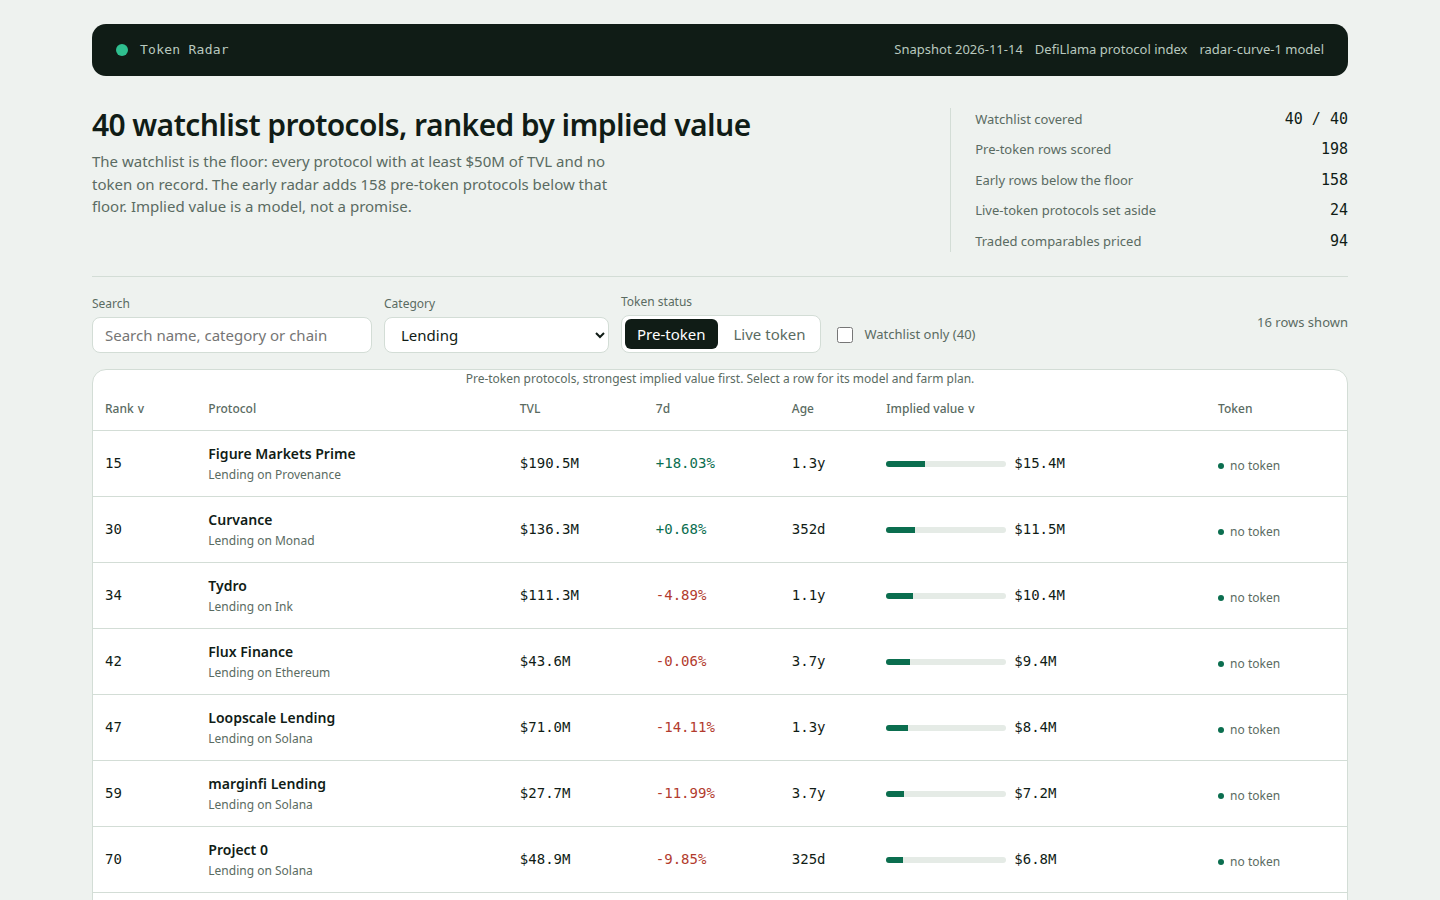 Token Radar
Snapshot 2026-11-14 DefiLlama protocol index radar-curve-1 model
40 watchlist protocols, ranked by implied value
The watchlist is the floor: every protocol with at least $50M of TVL and no
token on record. The early radar adds 158 pre-token protocols below that
floor. Implied value is a model, not a promise.
Watchlist covered 40 / 40
Pre-token rows scored 198
Early rows below the floor 158
Live-token protocols set aside 24
Traded comparables priced 94
Search
Search name, category or chain
Category
Lending
Token status
Pre-token Live token
Watchlist only (40)
16 rows shown
Pre-token protocols, strongest implied value first. Select a row for its model and farm plan.
Rank v Protocol TVL 7d Age Implied value v Token
15 Figure Markets Prime $190.5M +18.03% 1.3y $15.4M no token
Lending on Provenance
30 Curvance $136.3M +0.68% 352d $11.5M no token
Lending on Monad
34 Tydro $111.3M -4.89% 1.1y $10.4M no token
Lending on Ink
42 Flux Finance $43.6M -0.06% 3.7y $9.4M no token
Lending on Ethereum
47 Loopscale Lending $71.0M -14.11% 1.3y $8.4M no token
Lending on Solana
59 marginfi Lending $27.7M -11.99% 3.7y $7.2M no token
Lending on Solana
70 Project 0 $48.9M -9.85% 325d $6.8M no token
Lending on Solana